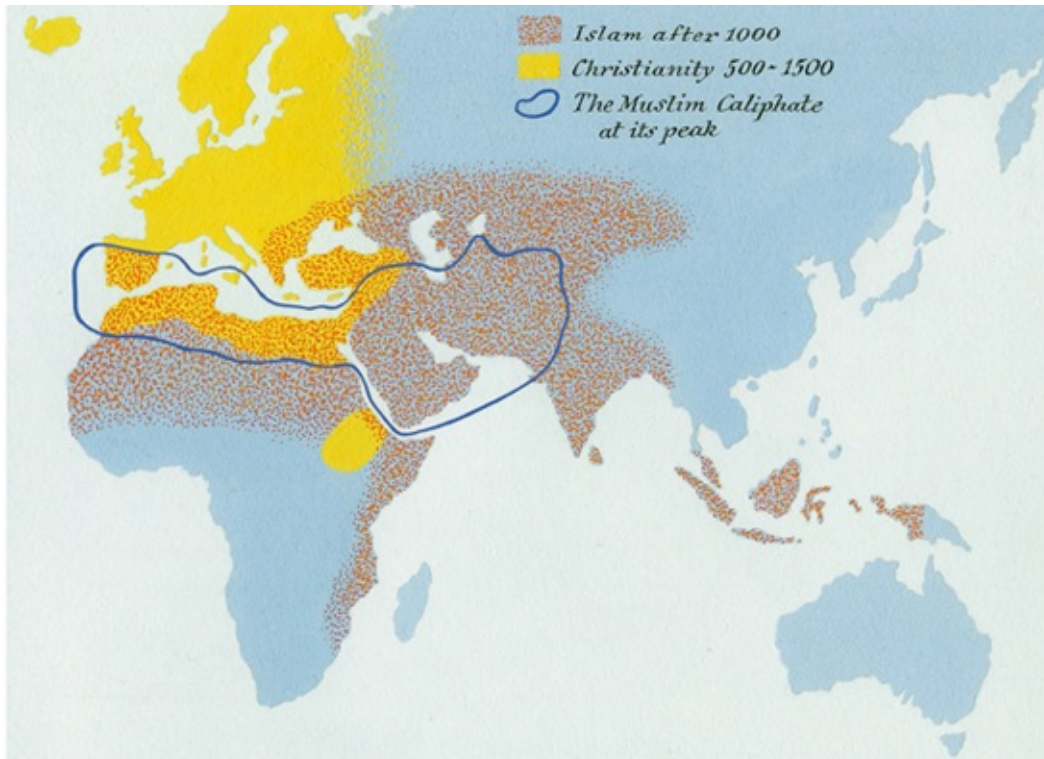 Islam after 1000
Christianity 500-1500
The Muslim Caliphate
at its peak